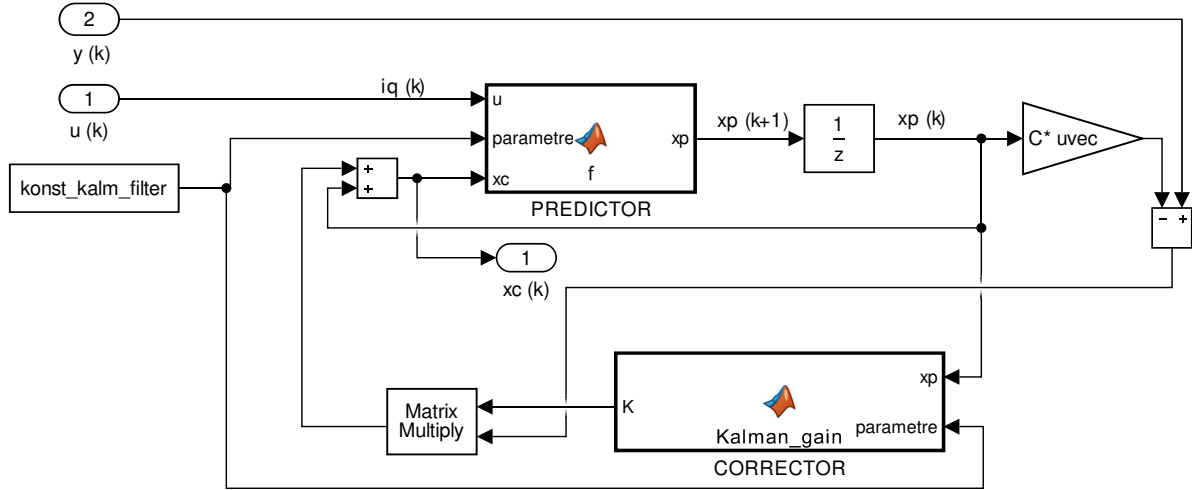 2
y (k)
1
u (k)
iq (k)
u
parametre
xc
xp
f
PREDICTOR
xp (k+1)
1
z
xp (k)
C* uvec
konst_kalm_filter
+
+
− +
1
xc (k)
Matrix
Multiply
K
xp
parametre
Kalman_gain
CORRECTOR